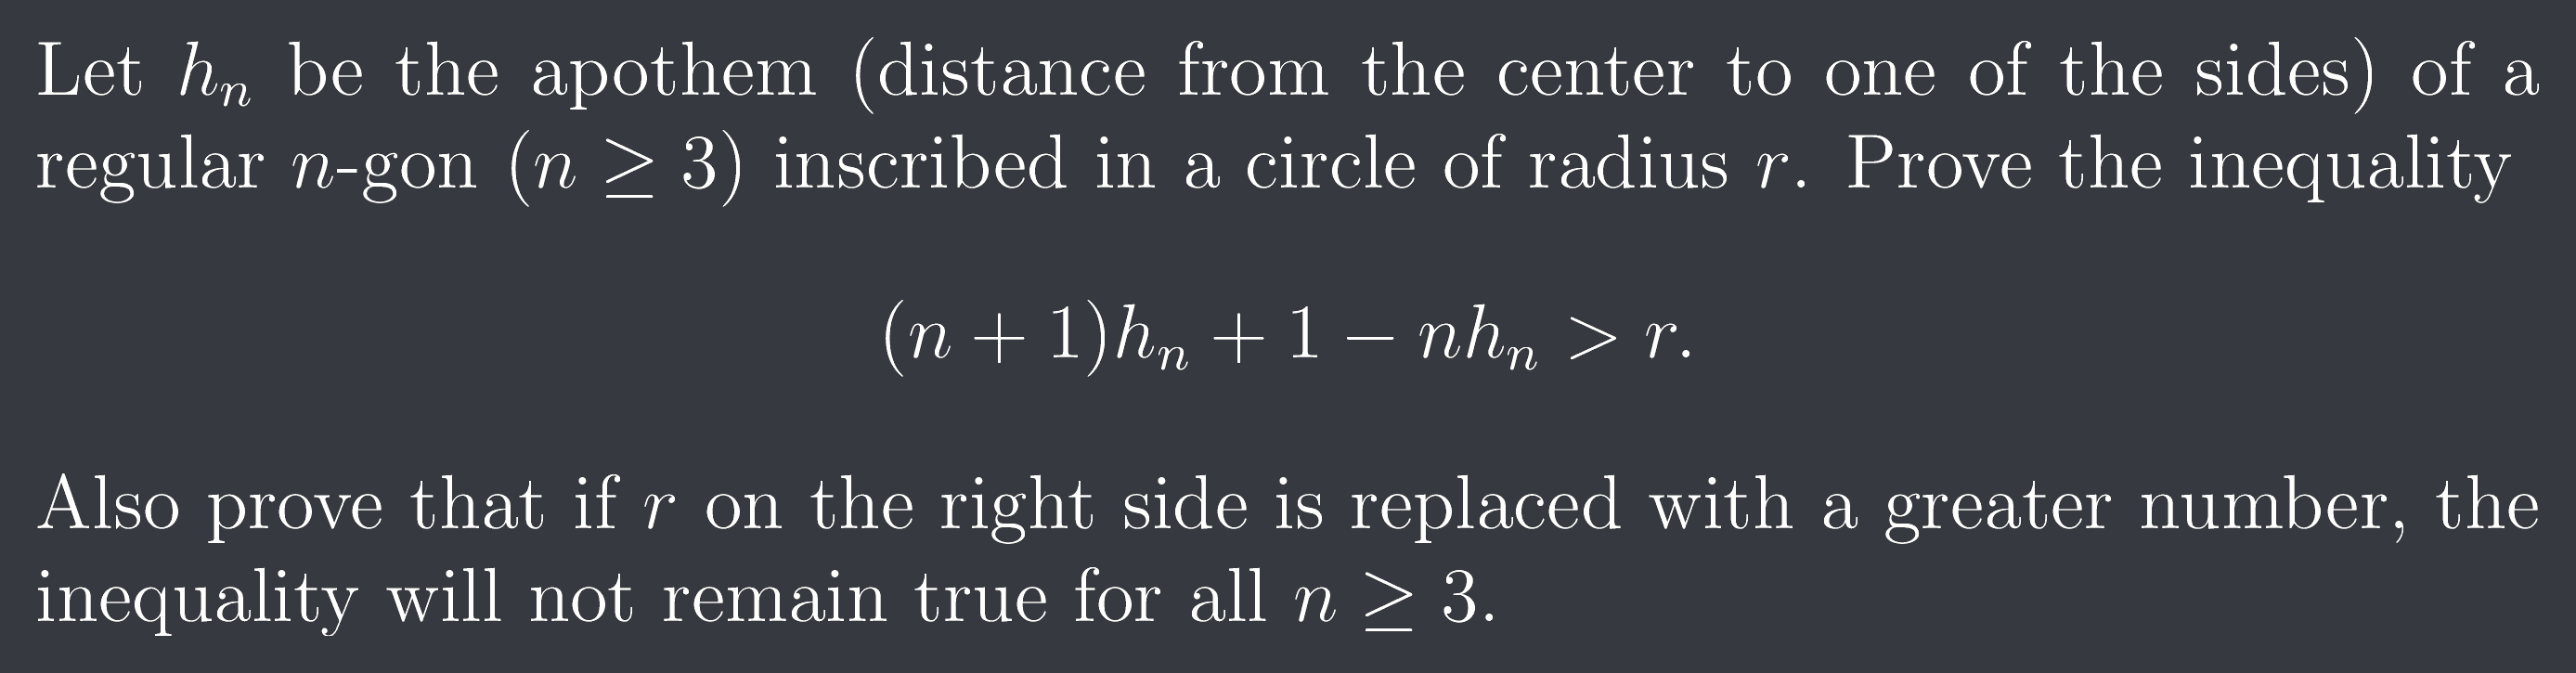 Let $h_n$ be the apothem (distance from the center to one of the sides) of a
regular $n$-gon ($n \geq 3$) inscribed in a circle of radius $r$. Prove the inequality
$$(n + 1)h_n + 1 - nh_n > r.$$
Also prove that if $r$ on the right side is replaced with a greater number, the
inequality will not remain true for all $n \geq 3$.